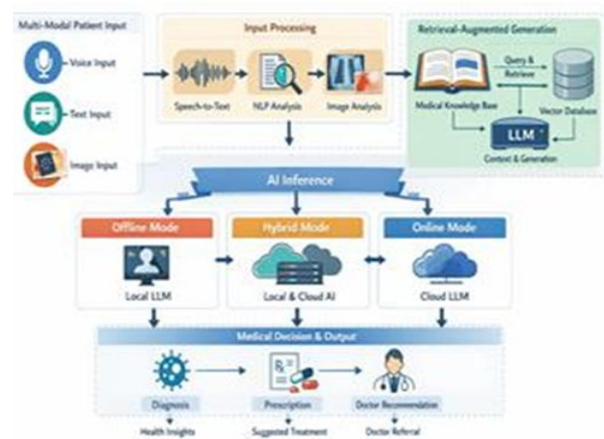 Multi-Modal Patient Input
Voice Input
Text Input
Image Input
Input Processing
Speech-to-Text
NLP Analysis
Image Analysis
Retrieval-Augmented Generation
Query &
Retrieve
Medical Knowledge Base
Vector Database
LLM
Context & Generation
AI Inference
Offline Mode
Local LLM
Hybrid Mode
Local & Cloud AI
Online Mode
Cloud LLM
Medical Decision & Output
Rx
Diagnosis
Prescription
Doctor Recommendation
Health Insights
Suggested Treatment
Doctor Referral